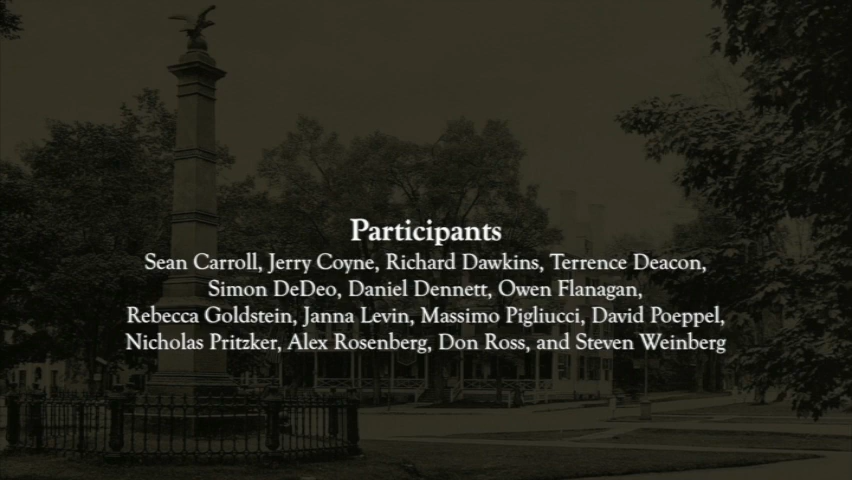 Participants
Sean Carroll, Jerry Coyne, Richard Dawkins, Terrence Deacon,
Simon DeDeo, Daniel Dennett, Owen Flanagan,
Rebecca Goldstein, Janna Levin, Massimo Pigliucci, David Poeppel,
Nicholas Pritzker, Alex Rosenberg, Don Ross, and Steven Weinberg